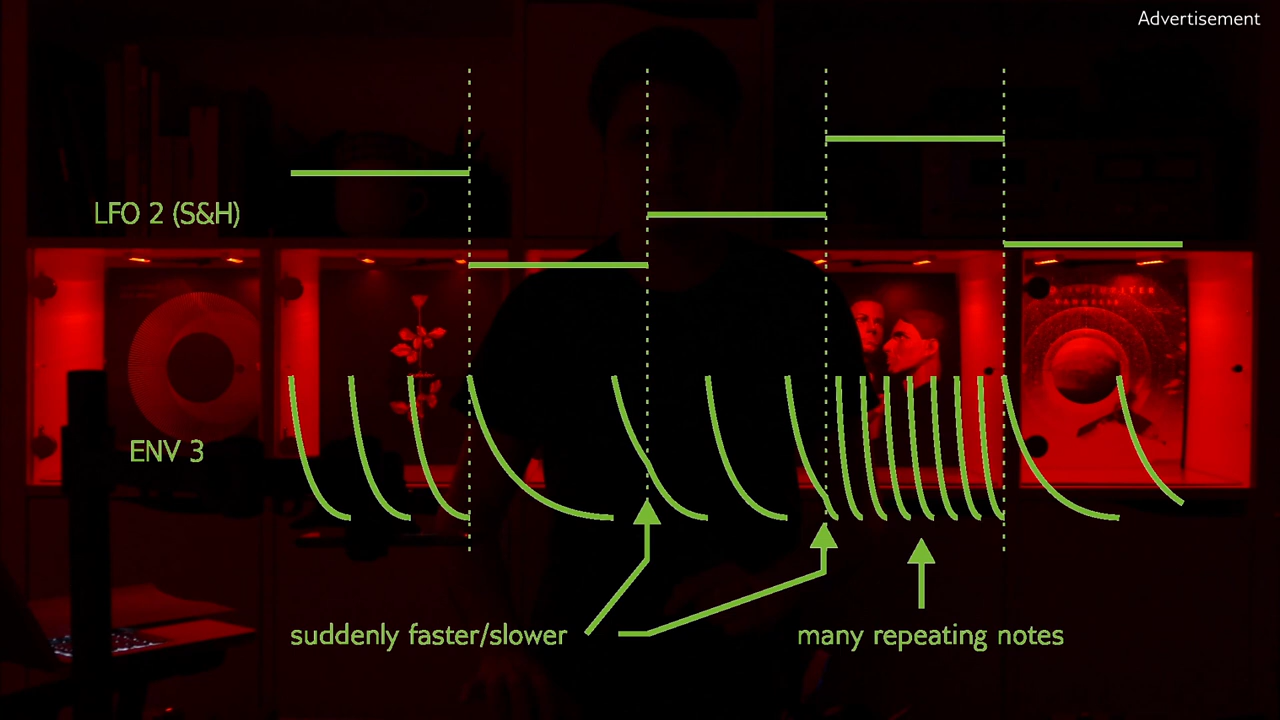 Advertisement
LFO 2 (S&H)
ENV 3
suddenly faster/slower
many repeating notes